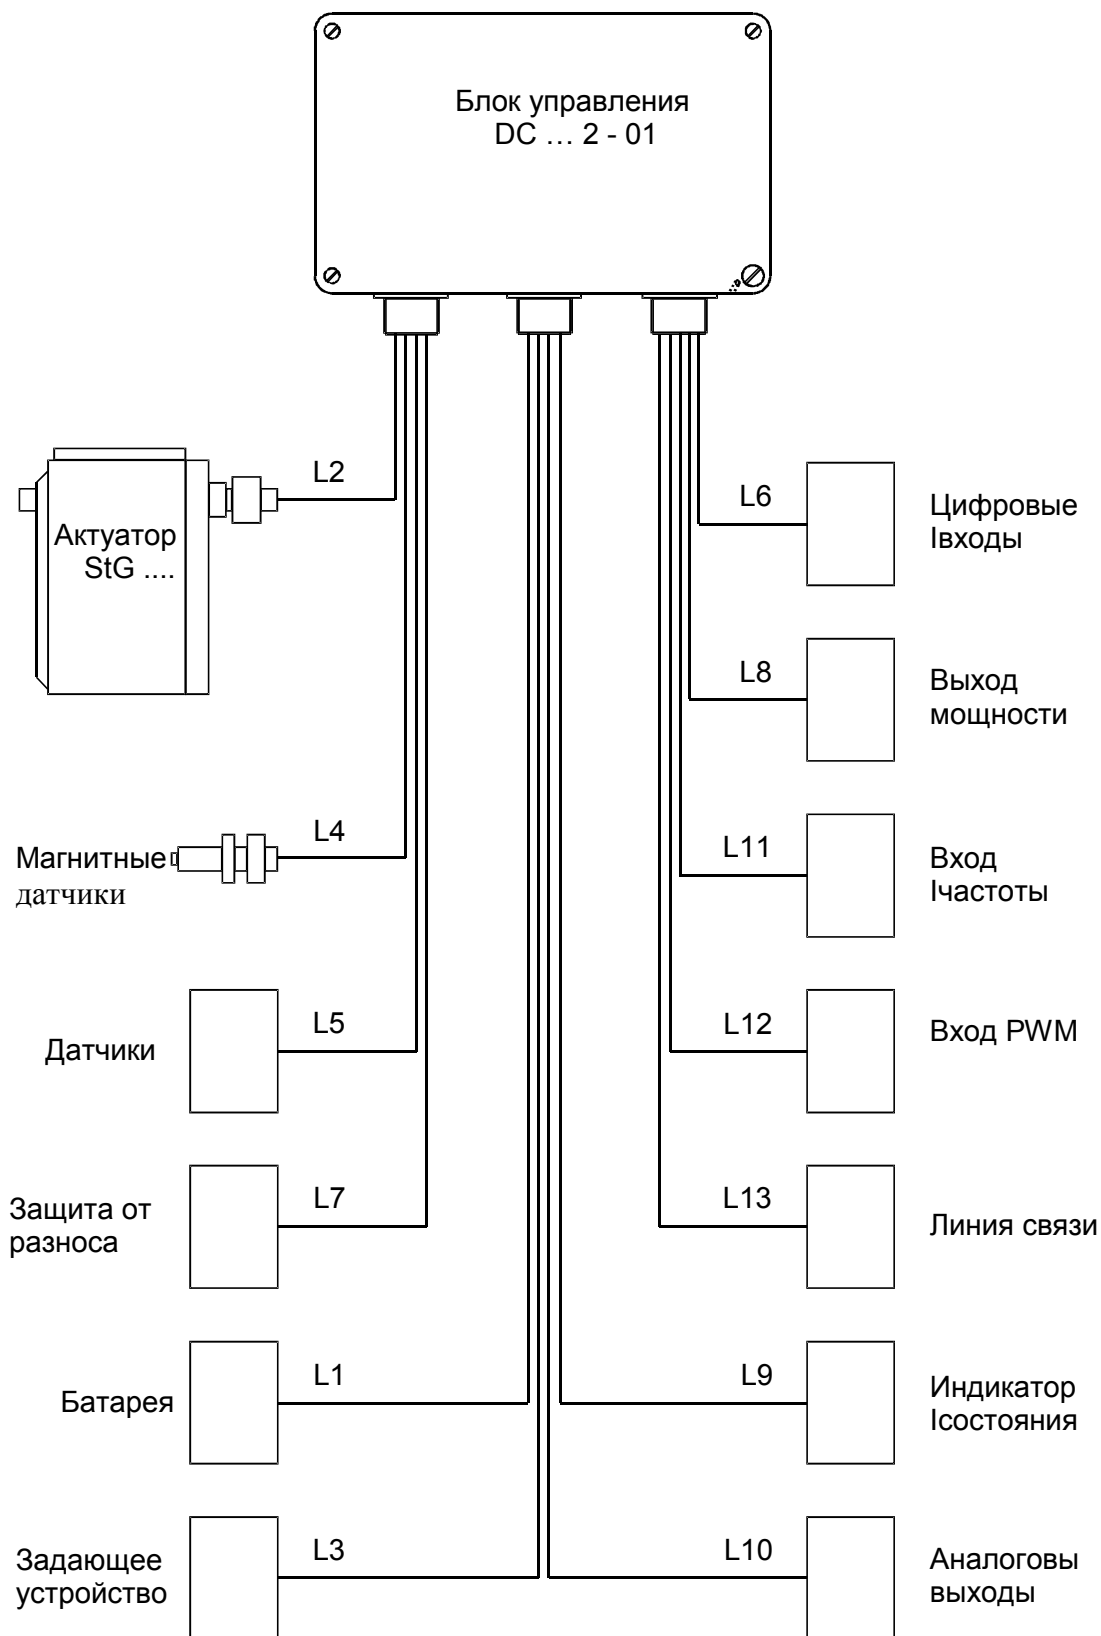 Блок управления
DC ... 2 - 01
L2
Актуатор
StG ....
L6
Цифровые
Iвходы
L8
Выход
мощности
L4
Магнитные
датчики
L11
Вход
Iчастоты
L5
Датчики
L12
Вход PWM
L7
Защита от
разноса
L13
Линия связи
L1
Батарея
L9
Индикатор
Iсостояния
L3
Задающее
устройство
L10
Аналоговы
выходы